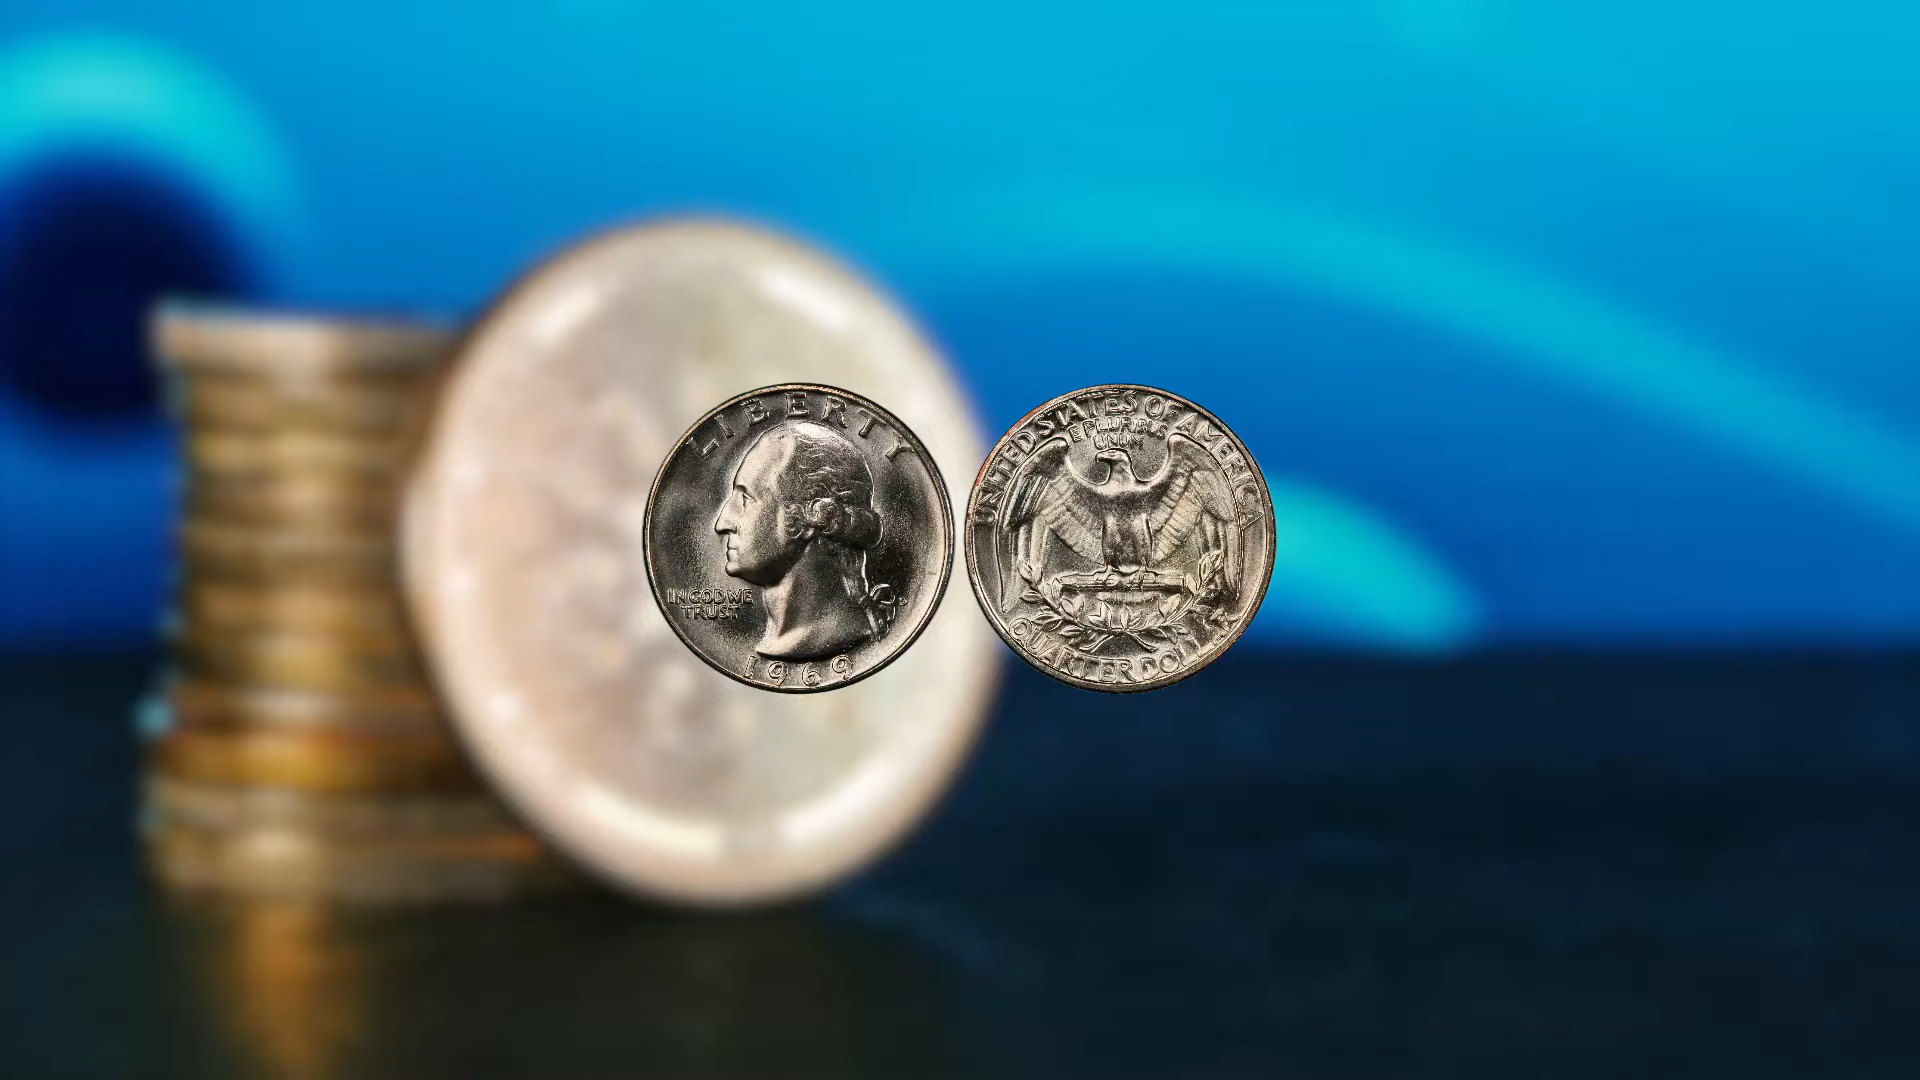 LIBERTY
IN GOD WE
TRUST
1969
UNITED STATES OF AMERICA
E PLURIBUS
UNUM
QUARTER DOLLAR